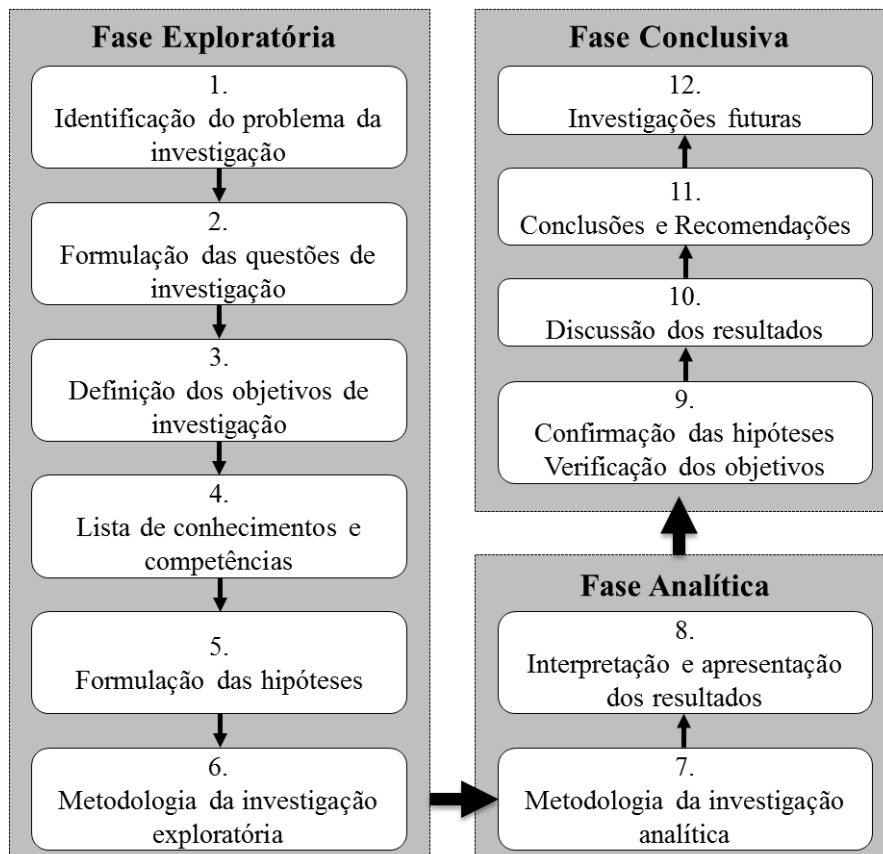 Fase Exploratória
1.
Identificação do problema da
investigação
2.
Formulação das questões de
investigação
3.
Definição dos objetivos de
investigação
4.
Lista de conhecimentos e
competências
5.
Formulação das hipóteses
6.
Metodologia da investigação
exploratória
Fase Conclusiva
12.
Investigações futuras
11.
Conclusões e Recomendações
10.
Discussão dos resultados
9.
Confirmação das hipóteses
Verificação dos objetivos
Fase Analítica
8.
Interpretação e apresentação
dos resultados
7.
Metodologia da investigação
analítica